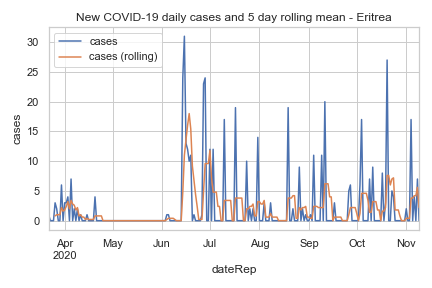 New COVID-19 daily cases and 5 day rolling mean - Eritrea
cases
cases (rolling)
30
25
20
15
10
5
0
cases
Apr May Jun Jul Aug Sep Oct Nov
2020
dateRep